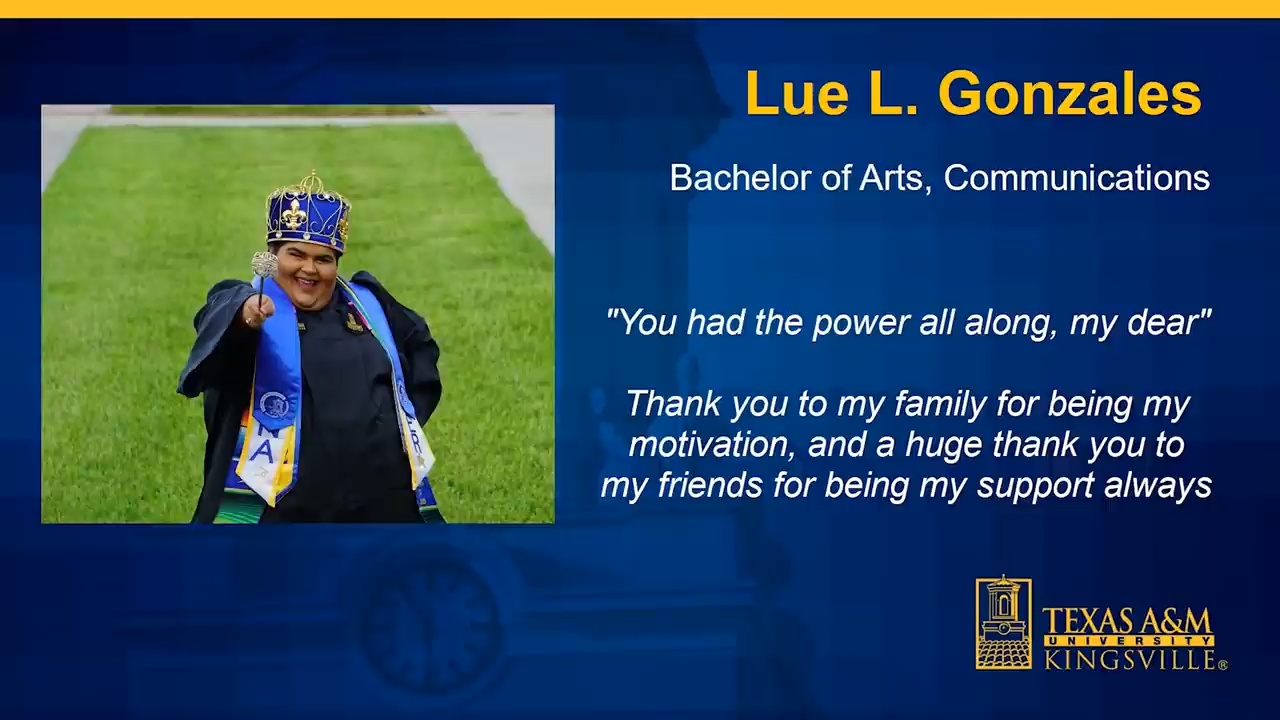 Lue L. Gonzales
Bachelor of Arts, Communications
"You had the power all along, my dear"
Thank you to my family for being my
motivation, and a huge thank you to
my friends for being my support always
TEXAS A&M
UNIVERSITY
KINGSVILLE®